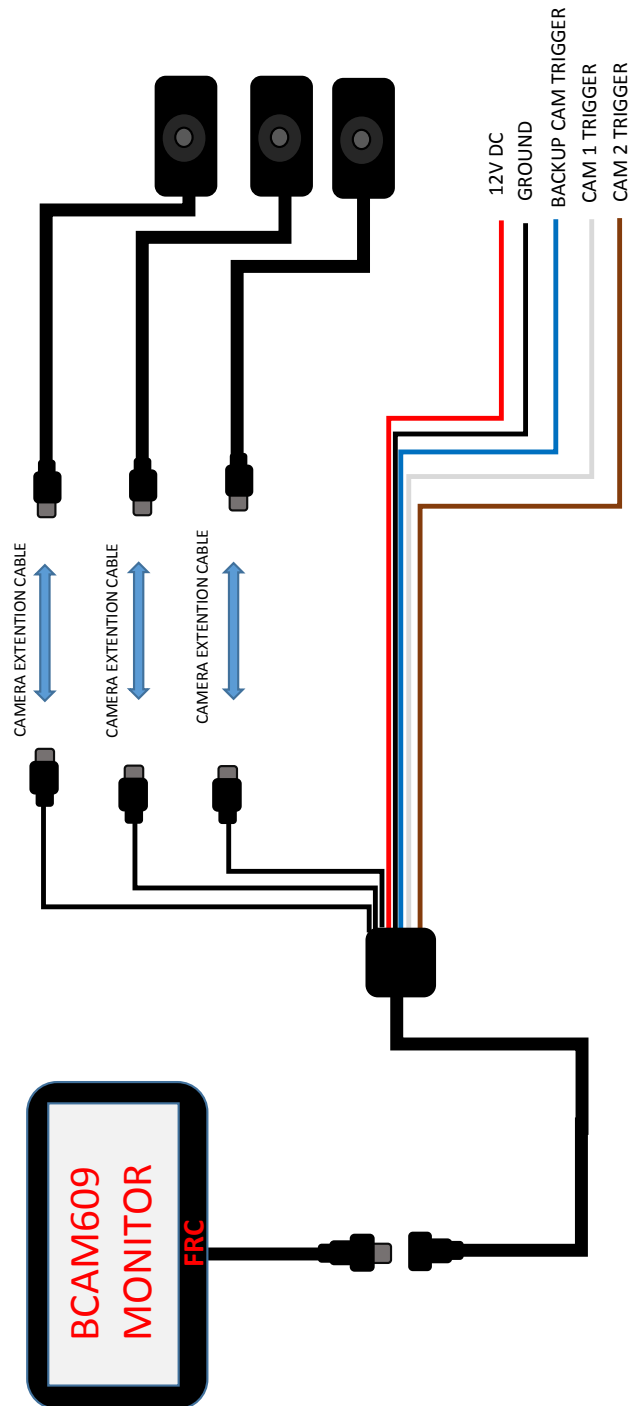 12V DC
GROUND
BACKUP CAM TRIGGER
CAM 1 TRIGGER
CAM 2 TRIGGER
CAMERA EXTENTION CABLE
CAMERA EXTENTION CABLE
CAMERA EXTENTION CABLE
BCAM609
MONITOR
FRC